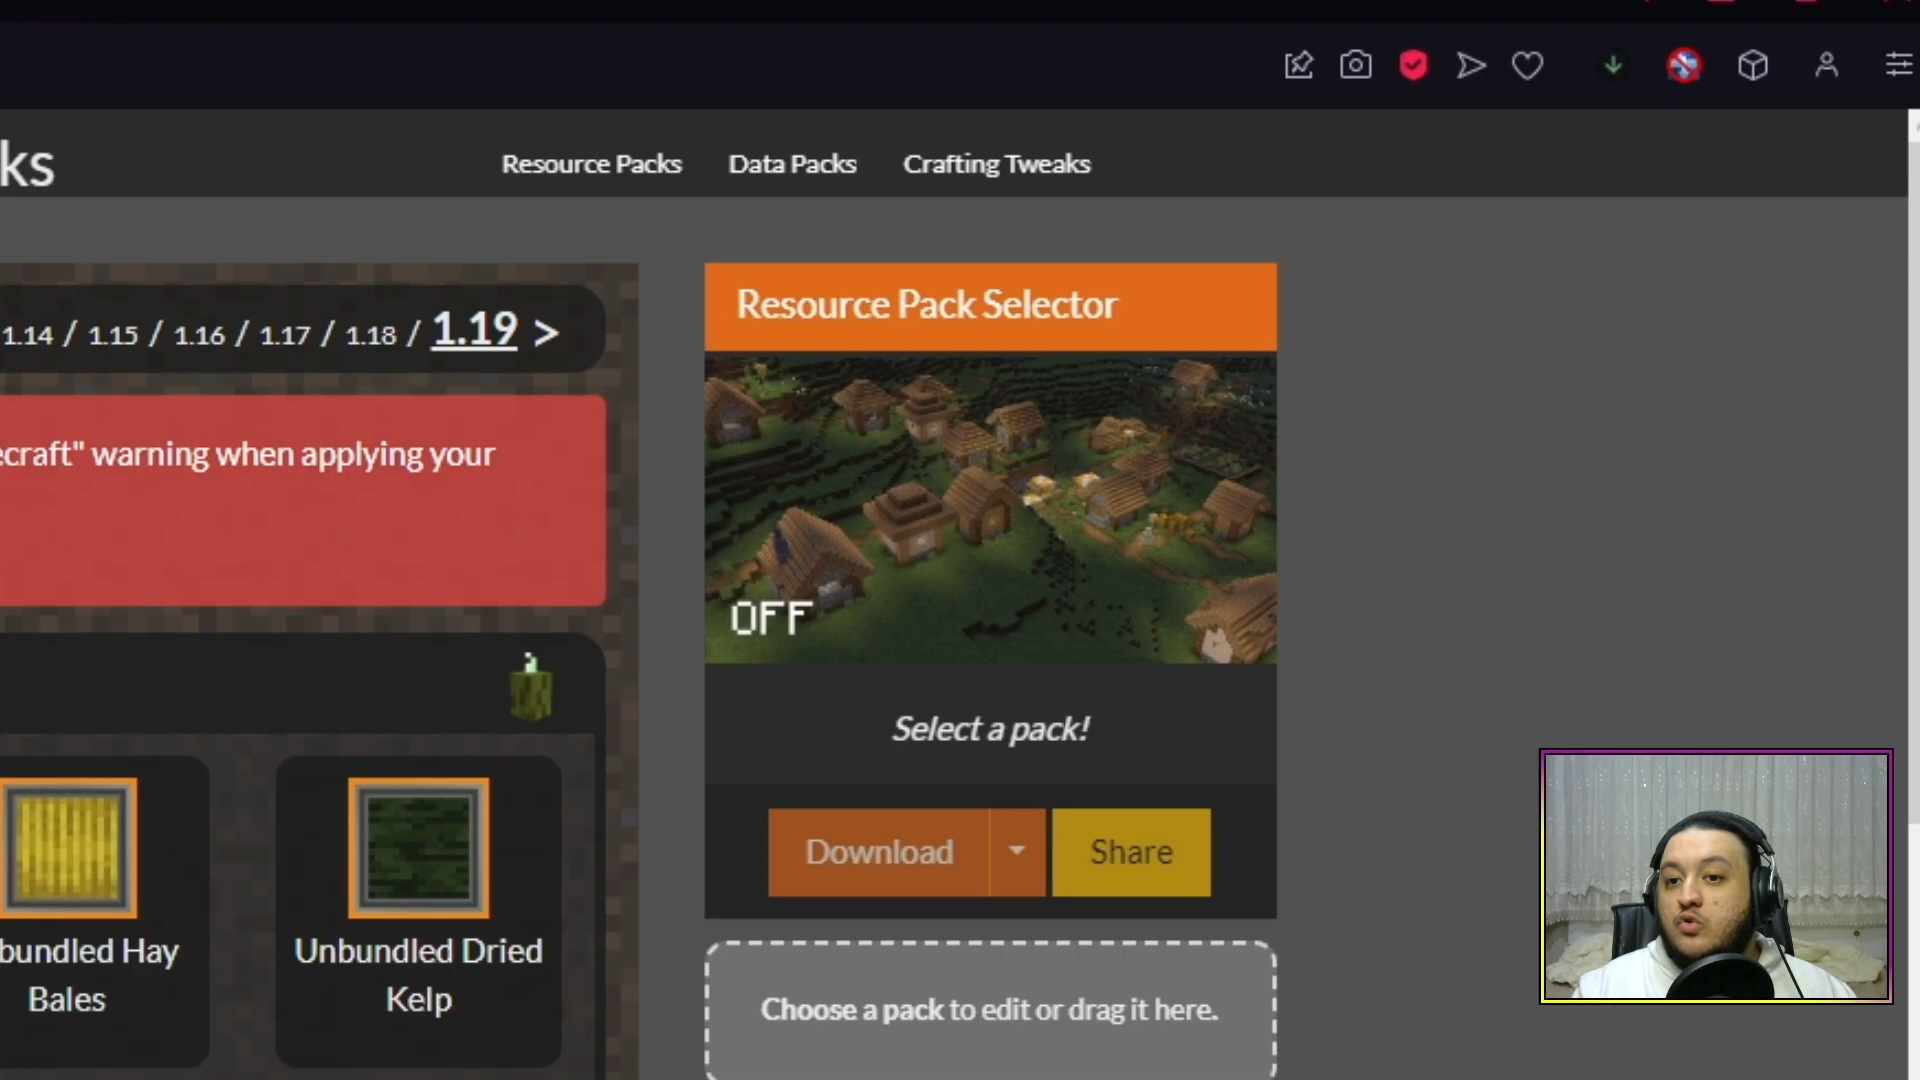 ks
Resource Packs Data Packs Crafting Tweaks
1.14 / 1.15 / 1.16 / 1.17 / 1.18 / 1.19 >
ecraft" warning when applying your
Resource Pack Selector
OFF
Select a pack!
Download Share
bundled Hay
Bales
Unbundled Dried
Kelp
Choose a pack to edit or drag it here.